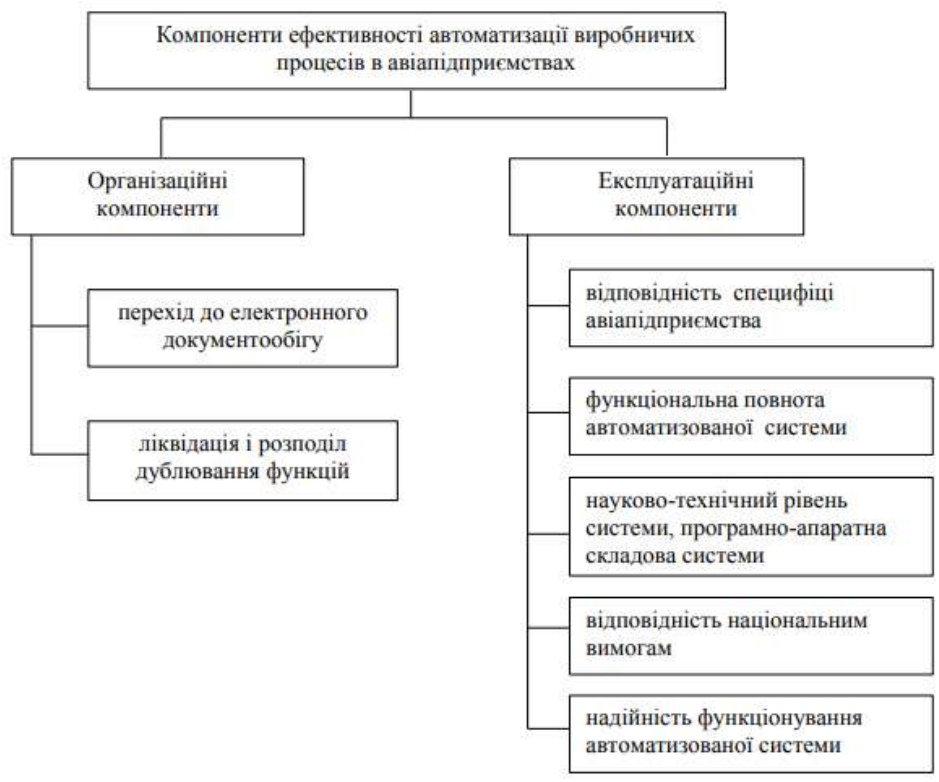 Компоненти ефективності автоматизації виробничих
процесів в авіапідприємствах
Організаційні
компоненти
перехід до електронного
документообігу
ліквідація і розподіл
дублювання функцій
Експлуатаційні
компоненти
відповідність специфіці
авіапідприємства
функціональна повнота
автоматизованої системи
науково-технічний рівень
системи, програмно-апаратна
складова системи
відповідність національним
вимогам
надійність функціонування
автоматизованої системи